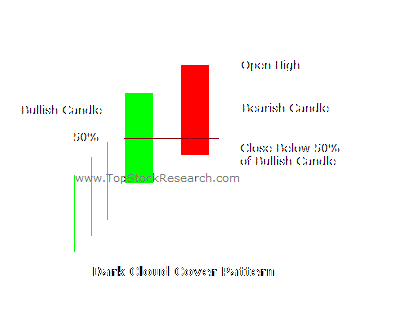 Open High
Bullish Candle
Bearish Candle
50%
Close Below 50%
of Bullish Candle
www.TopStockResearch.com
Dark Cloud Cover Pattern